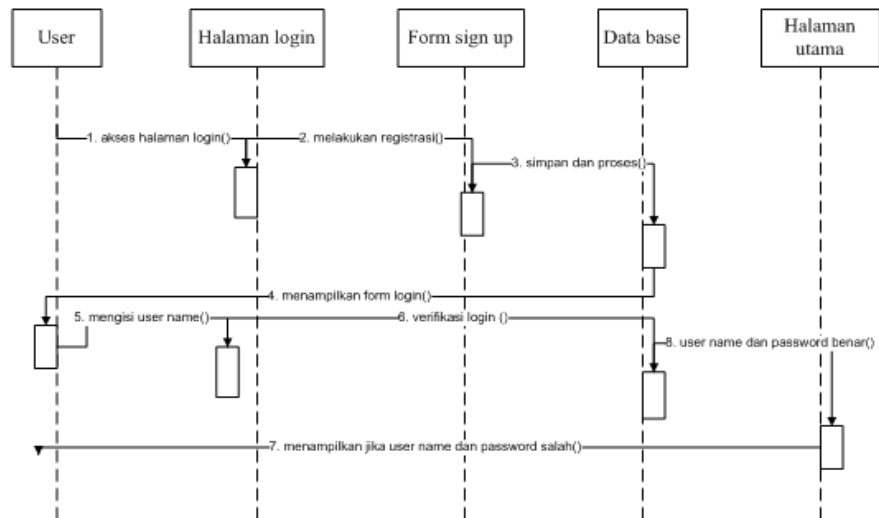 User
Halaman login
Form sign up
Data base
Halaman
utama
1. akses halaman login()
2. melakukan registrasi()
3. simpan dan proses()
4. menampilkan form login()
5. mengisi user name()
6. verifikasi login ()
8. user name dan password benar()
7. menampilkan jika user name dan password salah()